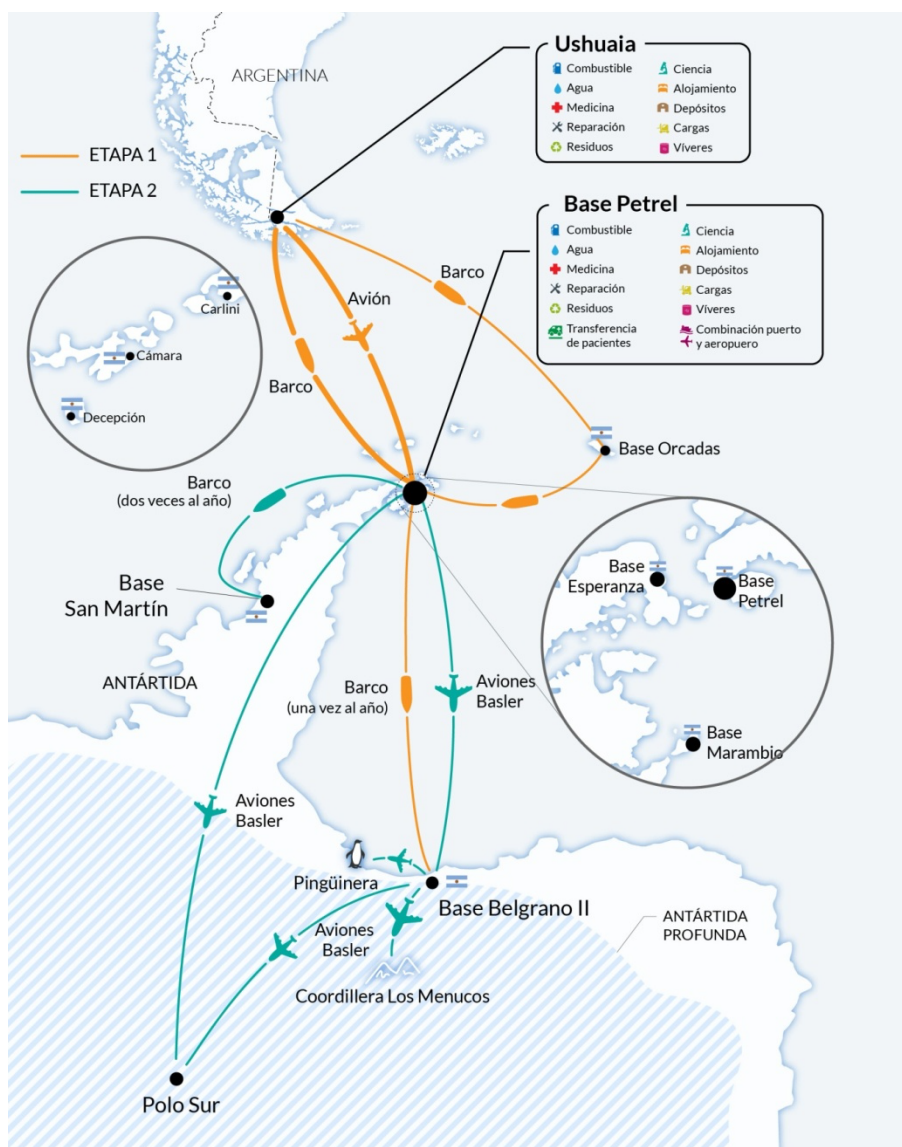 Ushuaia
Combustible
Agua
Medicina
Reparación
Residuos
Ciencia
Alojamiento
Depósitos
Cargas
Víveres
ARGENTINA
ETAPA 1
ETAPA 2
Base Petrel
Combustible
Agua
Medicina
Reparación
Residuos
Transferencia
de pacientes
Ciencia
Alojamiento
Depósitos
Cargas
Víveres
Combinación puerto
y aeropuero
Barco
Avión
Barco
Carlini
Cámara
Decepción
Base Orcadas
Barco
(dos veces al año)
Base
San Martín
Base
Esperanza
Base
Petrel
Base
Marambio
ANTÁRTIDA
Barco
(una vez al año)
Aviones
Basler
Aviones
Basler
Pingüinera
Base Belgrano II
Aviones
Basler
Coordillera Los Menucos
ANTÁRTIDA
PROFUNDA
Polo Sur